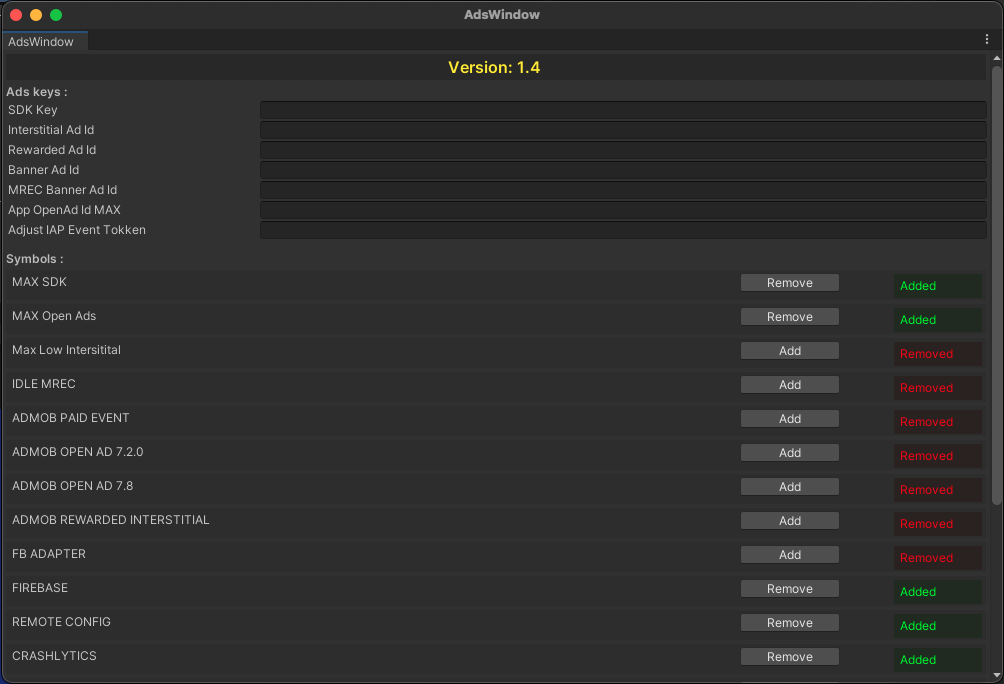 AdsWindow
AdsWindow
Version: 1.4
Ads keys :
SDK Key
Interstitial Ad Id
Rewarded Ad Id
Banner Ad Id
MREC Banner Ad Id
App OpenAd Id MAX
Adjust IAP Event Tokken
Symbols :
MAX SDK Remove Added
MAX Open Ads Remove Added
Max Low Intersitital Add Removed
IDLE MREC Add Removed
ADMOB PAID EVENT Add Removed
ADMOB OPEN AD 7.2.0 Add Removed
ADMOB OPEN AD 7.8 Add Removed
ADMOB REWARDED INTERSTITIAL Add Removed
FB ADAPTER Add Removed
FIREBASE Remove Added
REMOTE CONFIG Remove Added
CRASHLYTICS Remove Added